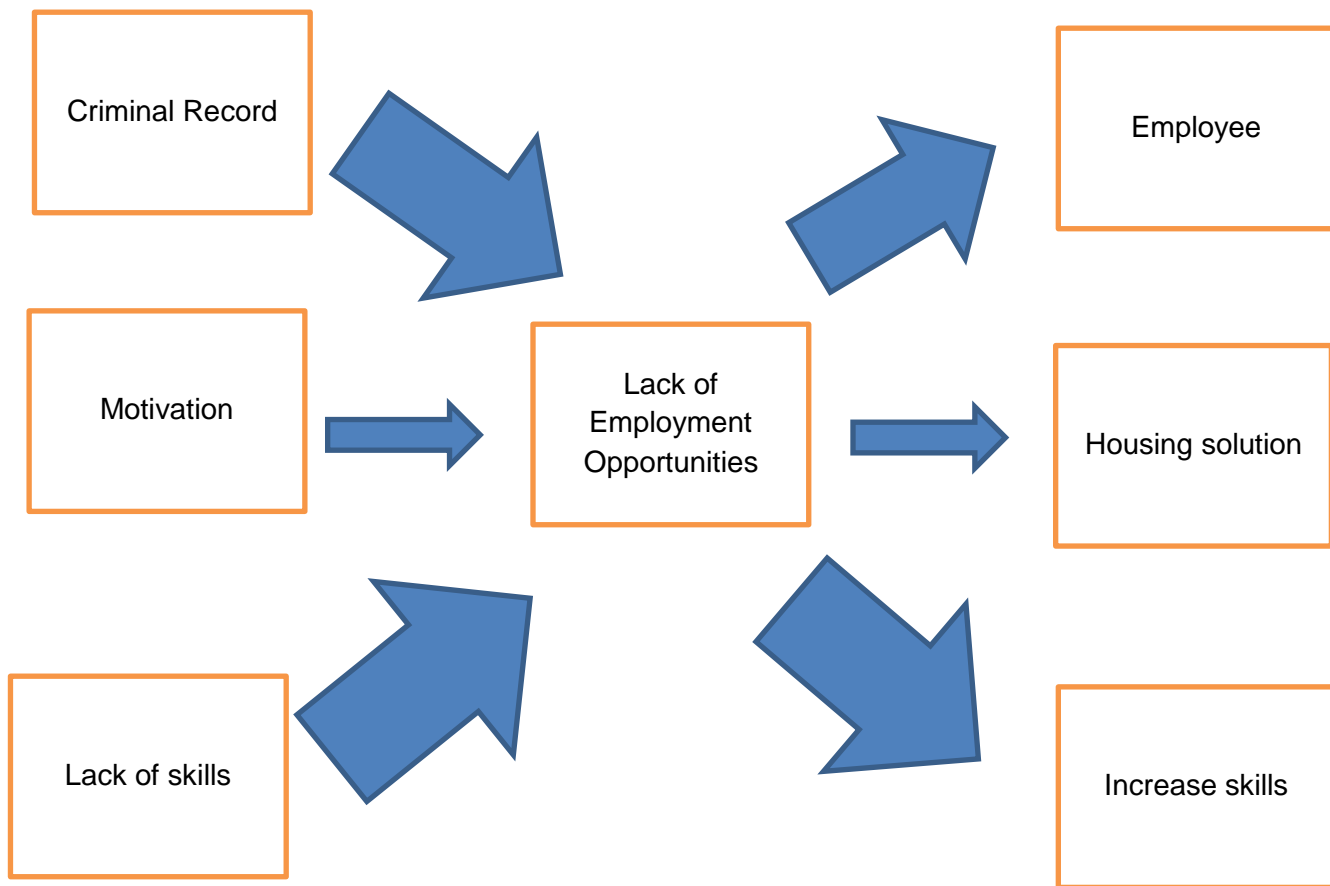 Criminal Record
Employee
Motivation
Lack of
Employment
Opportunities
Housing solution
Lack of skills
Increase skills